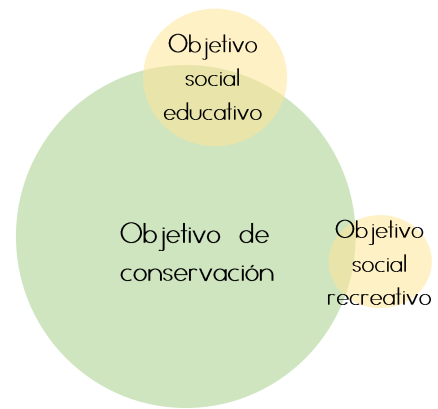 Objetivo
social
educativo
Objetivo de
conservación
Objetivo
social
recreativo